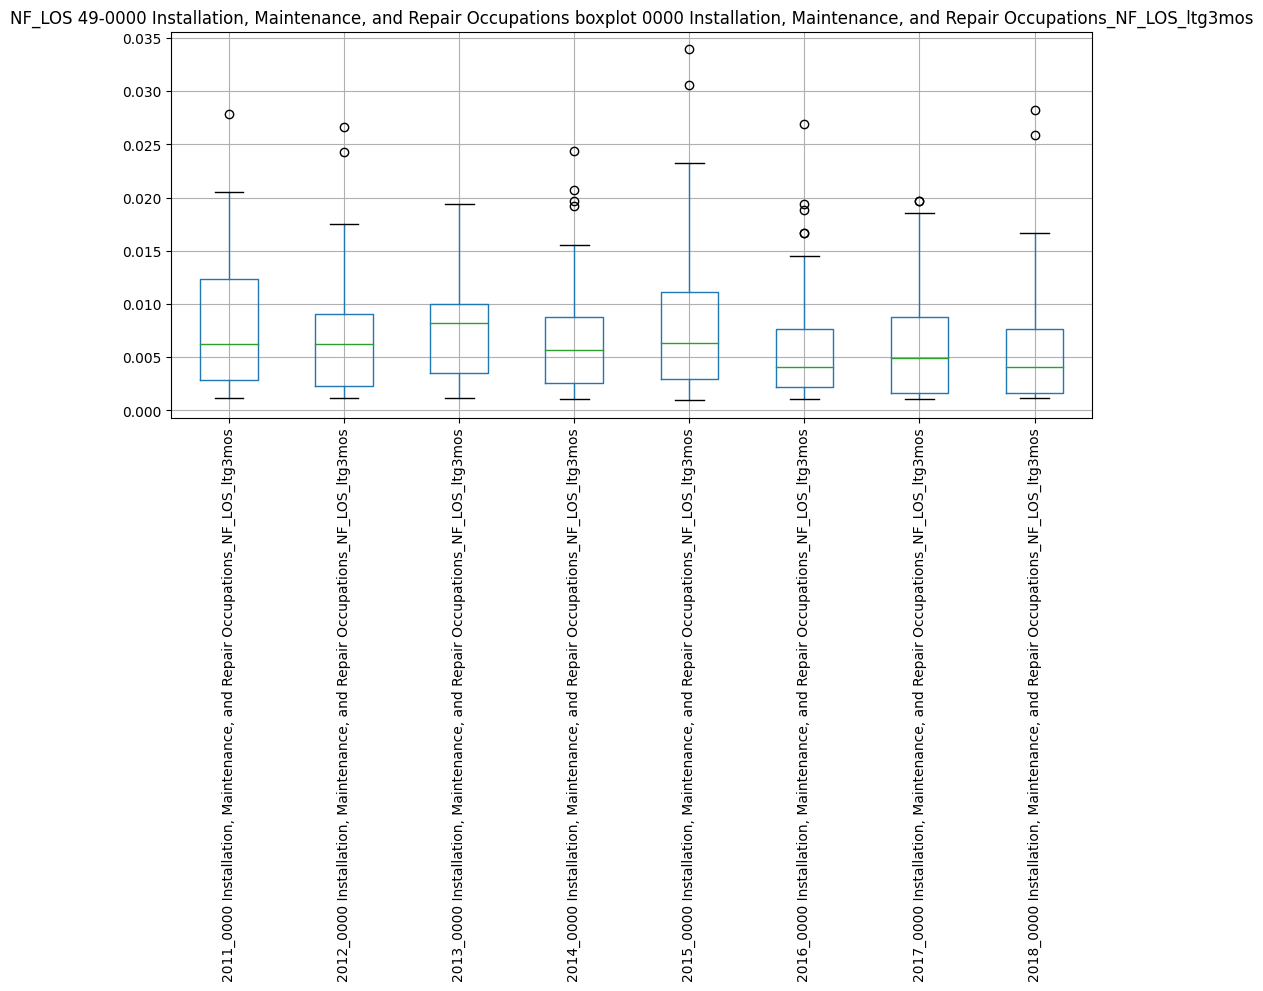 NF_LOS 49-0000 Installation, Maintenance, and Repair Occupations boxplot 0000 Installation, Maintenance, and Repair Occupations_NF_LOS_ltg3mos
0.035
0.030
0.025
0.020
0.015
0.010
0.005
0.000
2011_0000 Installation, Maintenance, and Repair Occupations_NF_LOS_ltg3mos
2012_0000 Installation, Maintenance, and Repair Occupations_NF_LOS_ltg3mos
2013_0000 Installation, Maintenance, and Repair Occupations_NF_LOS_ltg3mos
2014_0000 Installation, Maintenance, and Repair Occupations_NF_LOS_ltg3mos
2015_0000 Installation, Maintenance, and Repair Occupations_NF_LOS_ltg3mos
2016_0000 Installation, Maintenance, and Repair Occupations_NF_LOS_ltg3mos
2017_0000 Installation, Maintenance, and Repair Occupations_NF_LOS_ltg3mos
2018_0000 Installation, Maintenance, and Repair Occupations_NF_LOS_ltg3mos